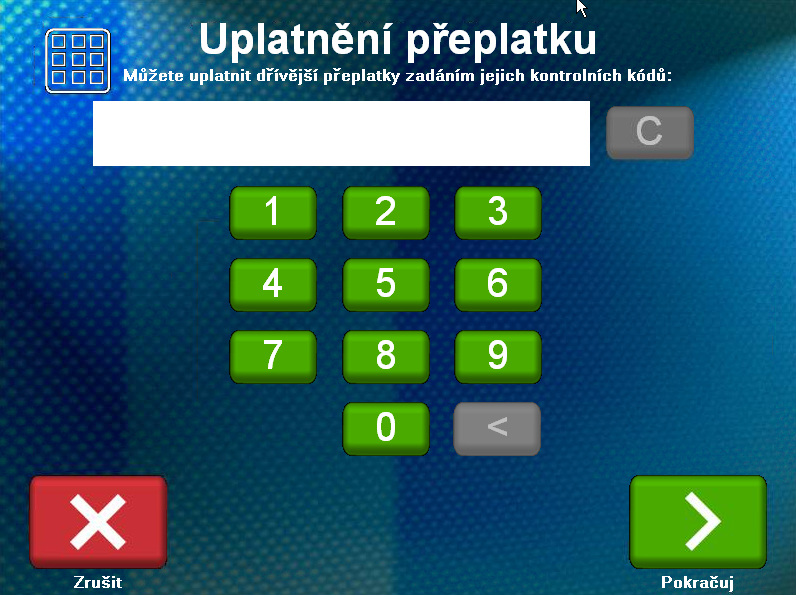 Uplatnění přeplatku
Můžete uplatnit dřívější přeplatky zadáním jejich kontrolních kódů:
C
1 2 3
4 5 6
7 8 9
0 <
Zrušit
Pokračuj